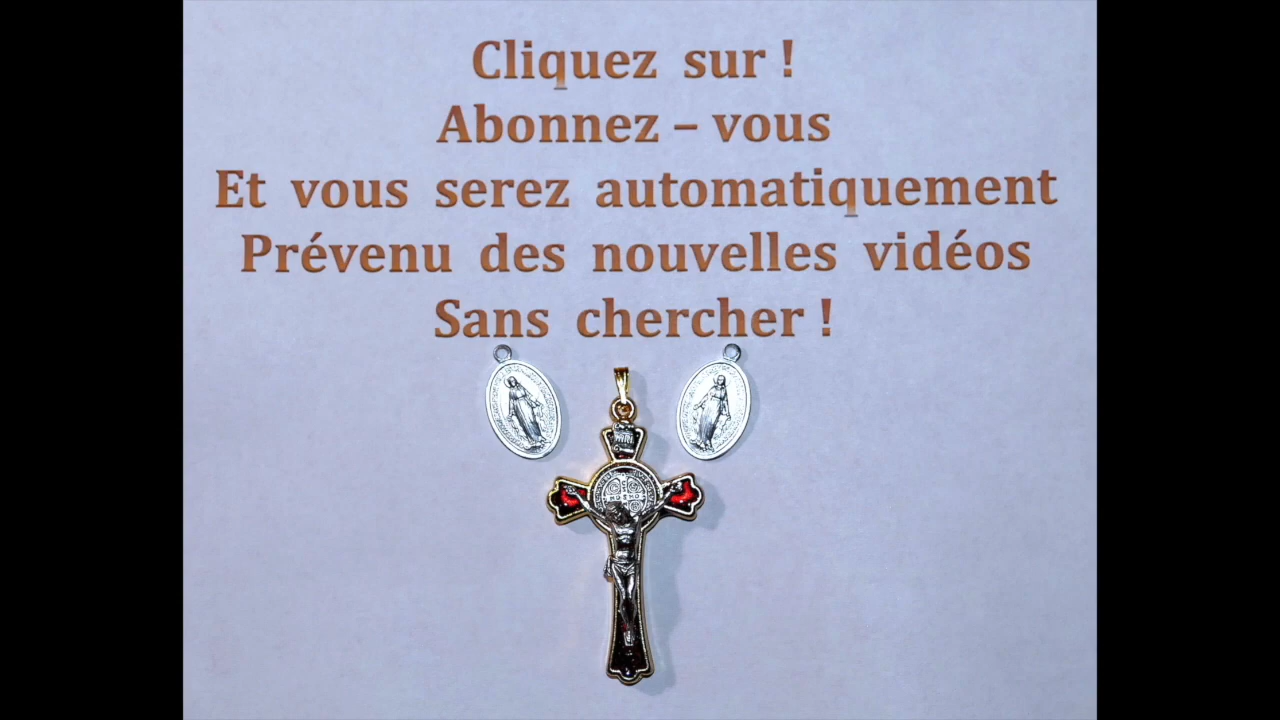 Cliquez sur !
Abonnez – vous
Et vous serez automatiquement
Prévenu des nouvelles vidéos
Sans chercher !